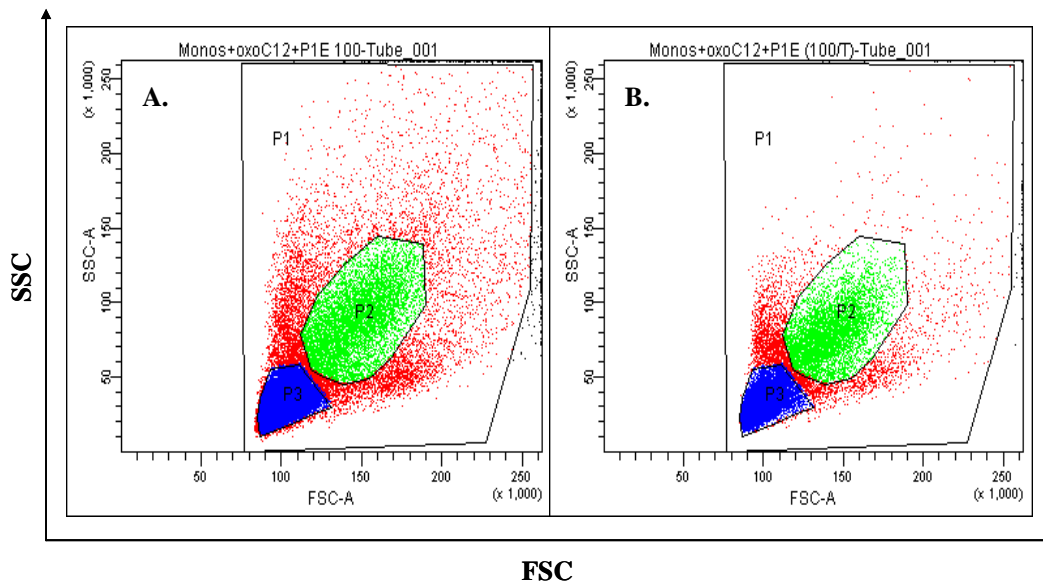 SSC
Monos+oxoC12+P1E 100-Tube_001
A.
P1
P2
P3
(x 1,000)
250
200
150
100
50
SSC-A
50 100 150 200 250
FSC-A
(x 1,000)
Monos+oxoC12+P1E (100/T)-Tube_001
B.
P1
P2
P3
(x 1,000)
250
200
150
100
50
SSC-A
50 100 150 200 250
FSC-A
(x 1,000)
FSC